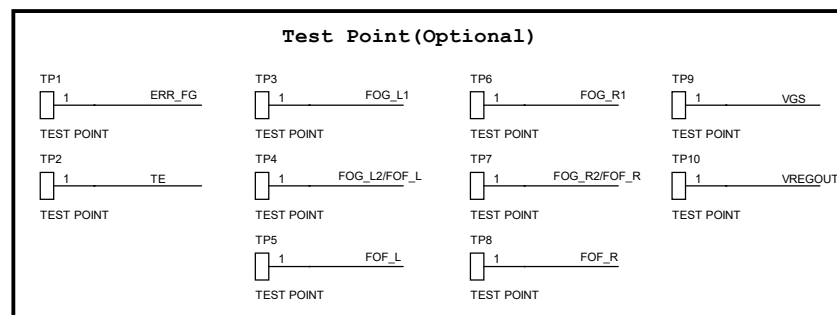 Test Point(Optional)
TP1 TP3 TP6 TP9
1 ERR_FG 1 FOG_L1 1 FOG_R1 1 VGS
TEST POINT TEST POINT TEST POINT TEST POINT
TP2 TP4 TP7 TP10
1 TE 1 FOG_L2/FOF_L 1 FOG_R2/FOF_R 1 VREGOUT
TEST POINT TEST POINT TEST POINT TEST POINT
TP5 TP8
1 FOF_L 1 FOF_R
TEST POINT TEST POINT